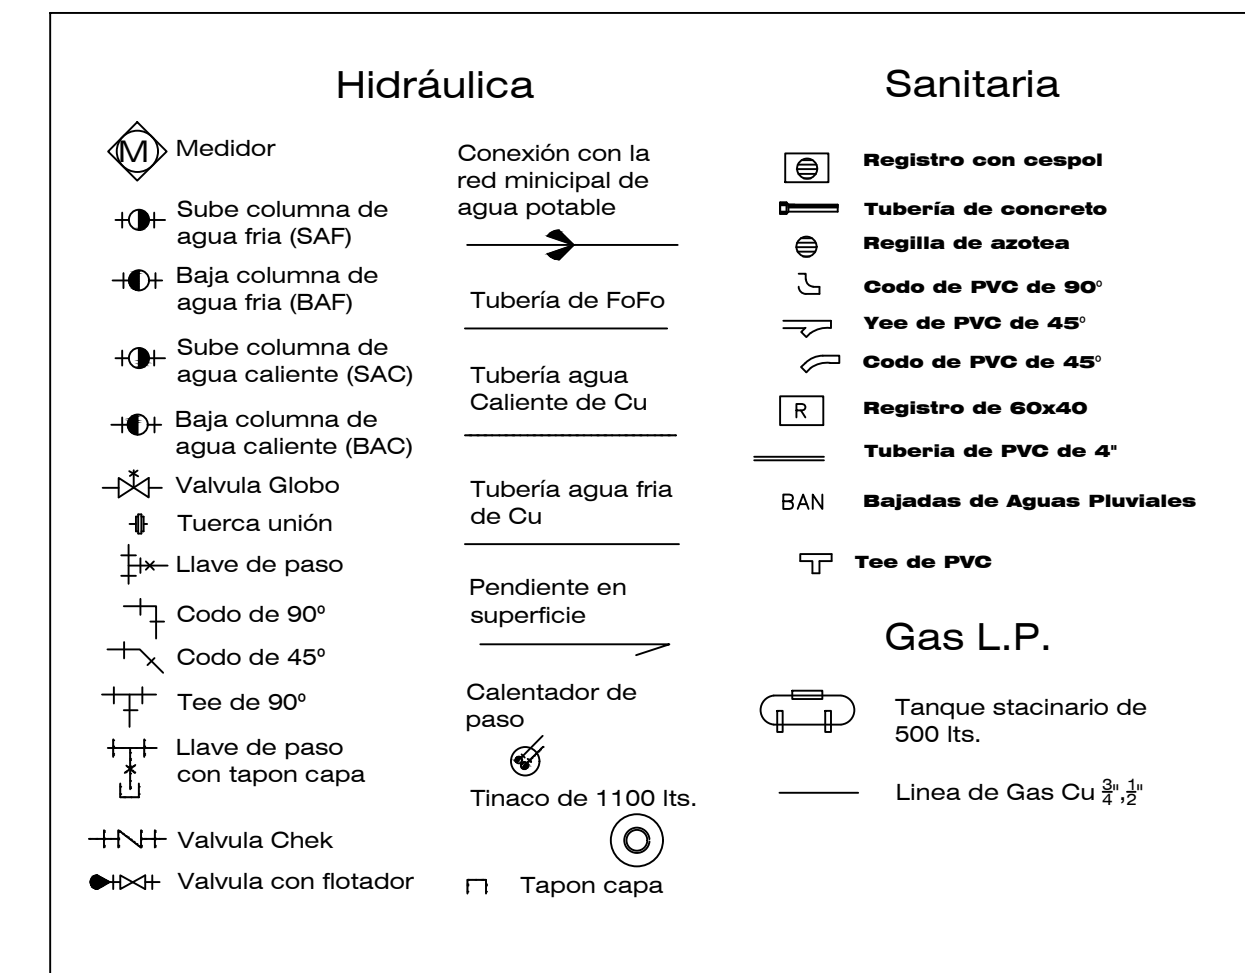 Hidráulica
M
Medidor
Sube columna de
agua fria (SAF)
Baja columna de
agua fria (BAF)
Sube columna de
agua caliente (SAC)
Baja columna de
agua caliente (BAC)
Valvula Globo
Tuerca unión
Llave de paso
Codo de 90º
Codo de 45º
Tee de 90º
Llave de paso
con tapon capa
Valvula Chek
Valvula con flotador
Conexión con la
red minicipal de
agua potable
Tubería de FoFo
Tubería agua
Caliente de Cu
Tubería agua fria
de Cu
Pendiente en
superficie
Calentador de
paso
Tinaco de 1100 lts.
Tapon capa
Sanitaria
Registro con cespol
Tubería de concreto
Regilla de azotea
Codo de PVC de 90º
Yee de PVC de 45º
Codo de PVC de 45º
R
Registro de 60x40
Tuberia de PVC de 4"
BAN
Bajadas de Aguas Pluviales
Tee de PVC
Gas L.P.
Tanque stacinario de
500 lts.
Linea de Gas Cu 3/4",1/2"